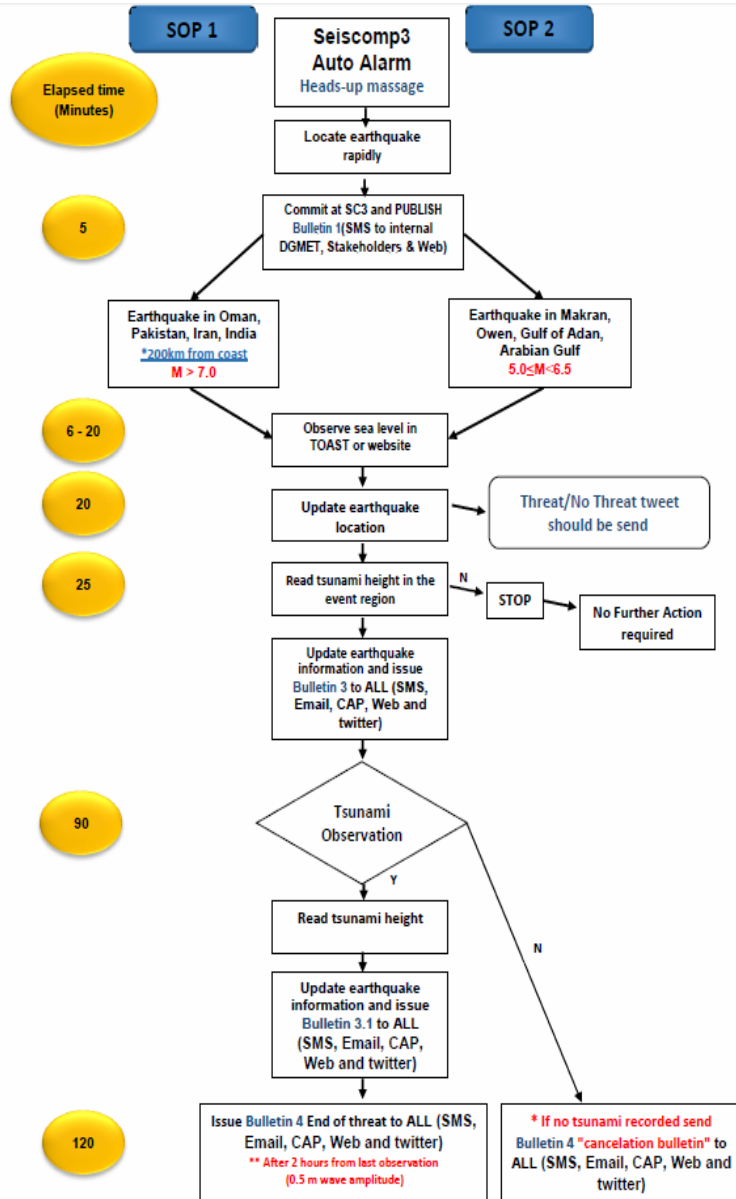 SOP 1
SOP 2
Seiscomp3
Auto Alarm
Heads-up massage
Elapsed time
(Minutes)
Locate earthquake
rapidly
5
Commit at SC3 and PUBLISH
Bulletin 1(SMS to internal
DGMET, Stakeholders & Web)
Earthquake in Oman,
Pakistan, Iran, India
*200km from coast
M > 7.0
Earthquake in Makran,
Owen, Gulf of Adan,
Arabian Gulf
5.0≤M<6.5
6 - 20
Observe sea level in
TOAST or website
20
Update earthquake
location
Threat/No Threat tweet
should be send
25
Read tsunami height in the
event region
N
STOP
No Further Action
required
Update earthquake
information and issue
Bulletin 3 to ALL (SMS,
Email, CAP, Web and
twitter)
90
Tsunami
Observation
Y
N
Read tsunami height
Update earthquake
information and issue
Bulletin 3.1 to ALL
(SMS, Email, CAP,
Web and twitter)
120
Issue Bulletin 4 End of threat to ALL (SMS,
Email, CAP, Web and twitter)
** After 2 hours from last observation
(0.5 m wave amplitude)
* If no tsunami recorded send
Bulletin 4 "cancelation bulletin" to
ALL (SMS, Email, CAP, Web and
twitter)